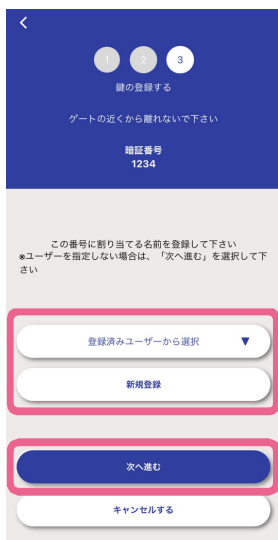 1 2 3
鍵の登録する
ゲートの近くから離れないで下さい
暗証番号
1234
この番号に割り当てる名前を登録して下さい
※ユーザーを指定しない場合は、「次へ進む」を選択して下
さい
登録済みユーザーから選択 ▼
新規登録
次へ進む
キャンセルする